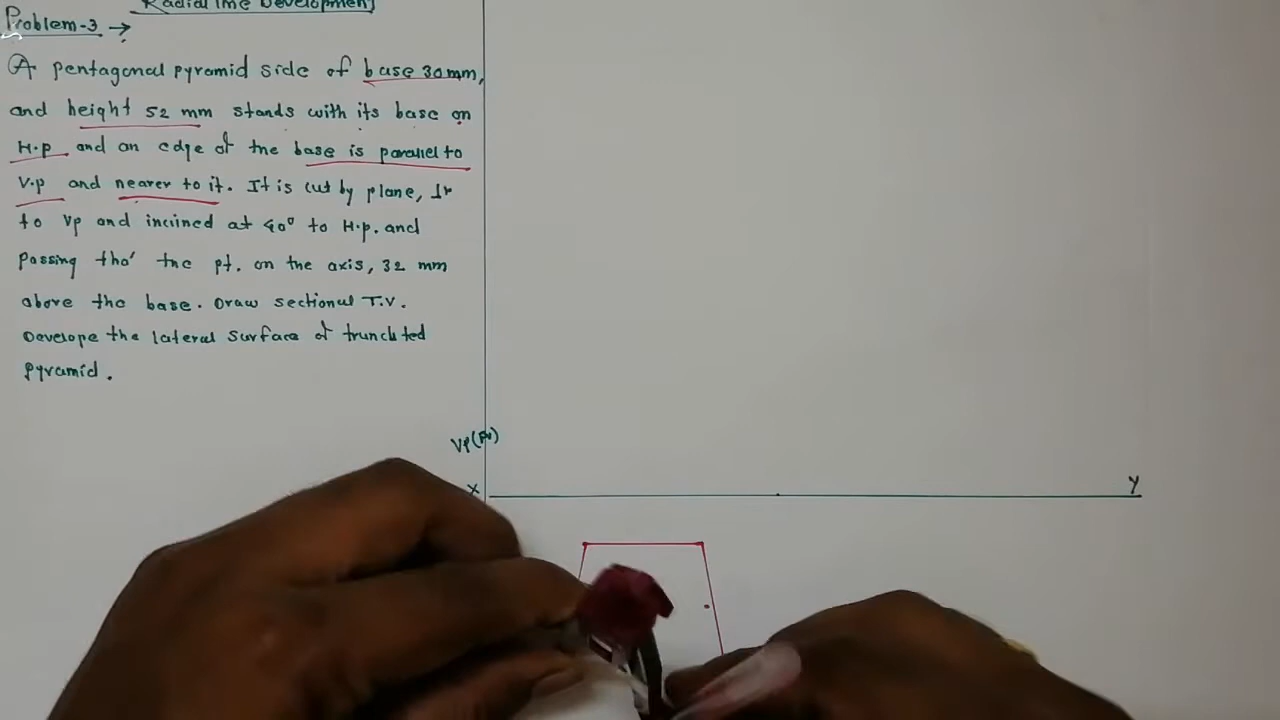 Radial line Development
Problem-3 →
A pentagonal pyramid side of base 30mm,
and height 52 mm stands with its base on
H.p and an edge of the base is parallel to
V.p and nearer to it. It is cut by plane, 1r
to Vp and inclined at 40° to H.p. and
passing tho' the pt. on the axis, 32 mm
above the base. Draw sectional T.V.
Develope the lateral surface of trunckted
pyramid.
VP(FV)
X
Y